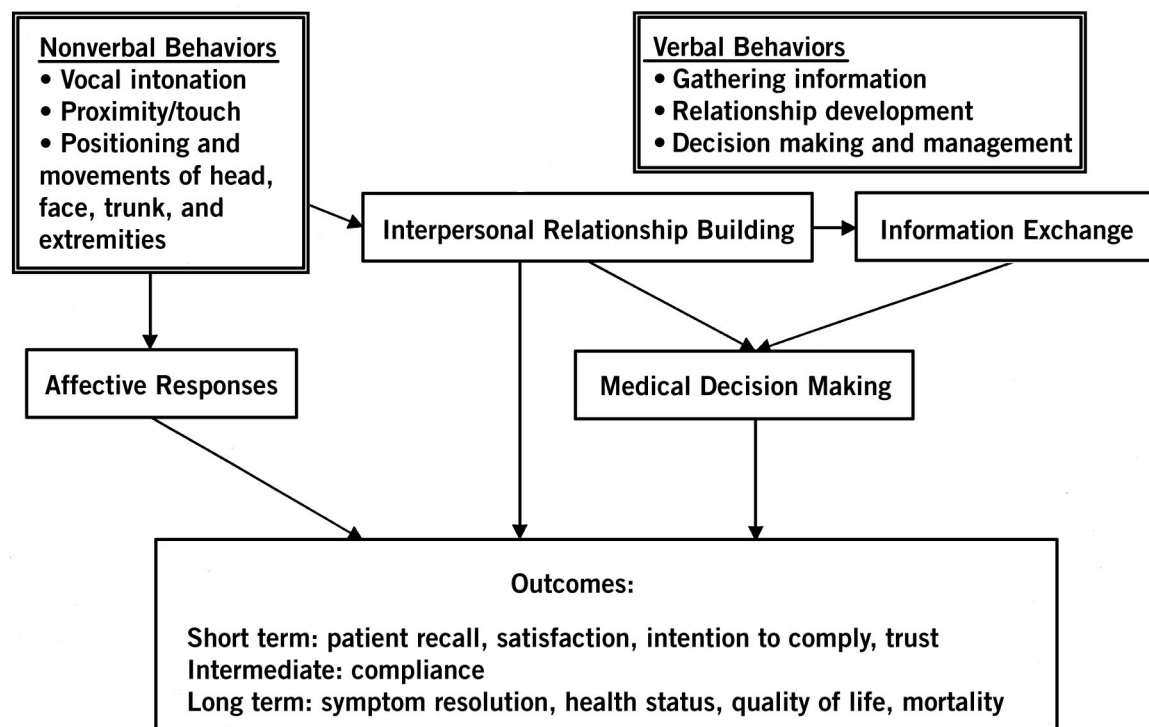 Nonverbal Behaviors
• Vocal intonation
• Proximity/touch
• Positioning and
movements of head,
face, trunk, and
extremities
Verbal Behaviors
• Gathering information
• Relationship development
• Decision making and management
Interpersonal Relationship Building
Information Exchange
Affective Responses
Medical Decision Making
Outcomes:
Short term: patient recall, satisfaction, intention to comply, trust
Intermediate: compliance
Long term: symptom resolution, health status, quality of life, mortality